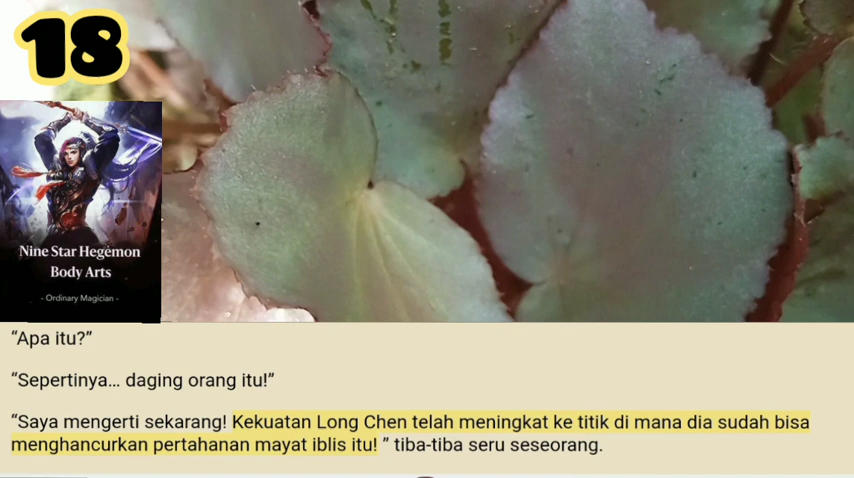 18
Nine Star Hegemon
Body Arts
- Ordinary Magician -
“Apa itu?”
“Sepertinya... daging orang itu!”
“Saya mengerti sekarang! Kekuatan Long Chen telah meningkat ke titik di mana dia sudah bisa
menghancurkan pertahanan mayat iblis itu! ” tiba-tiba seru seseorang.